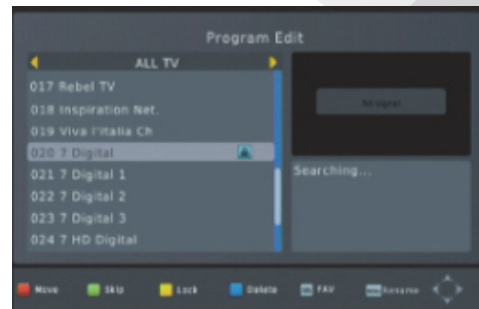 Program Edit
ALL TV
017 Rebel TV
018 Inspiration Net.
019 Viva l'Italia Ch
020 7 Digital
021 7 Digital 1
022 7 Digital 2
023 7 Digital 3
024 7 HD Digital
No signal
Searching...
Move Skip Lock Delete FAV Rename